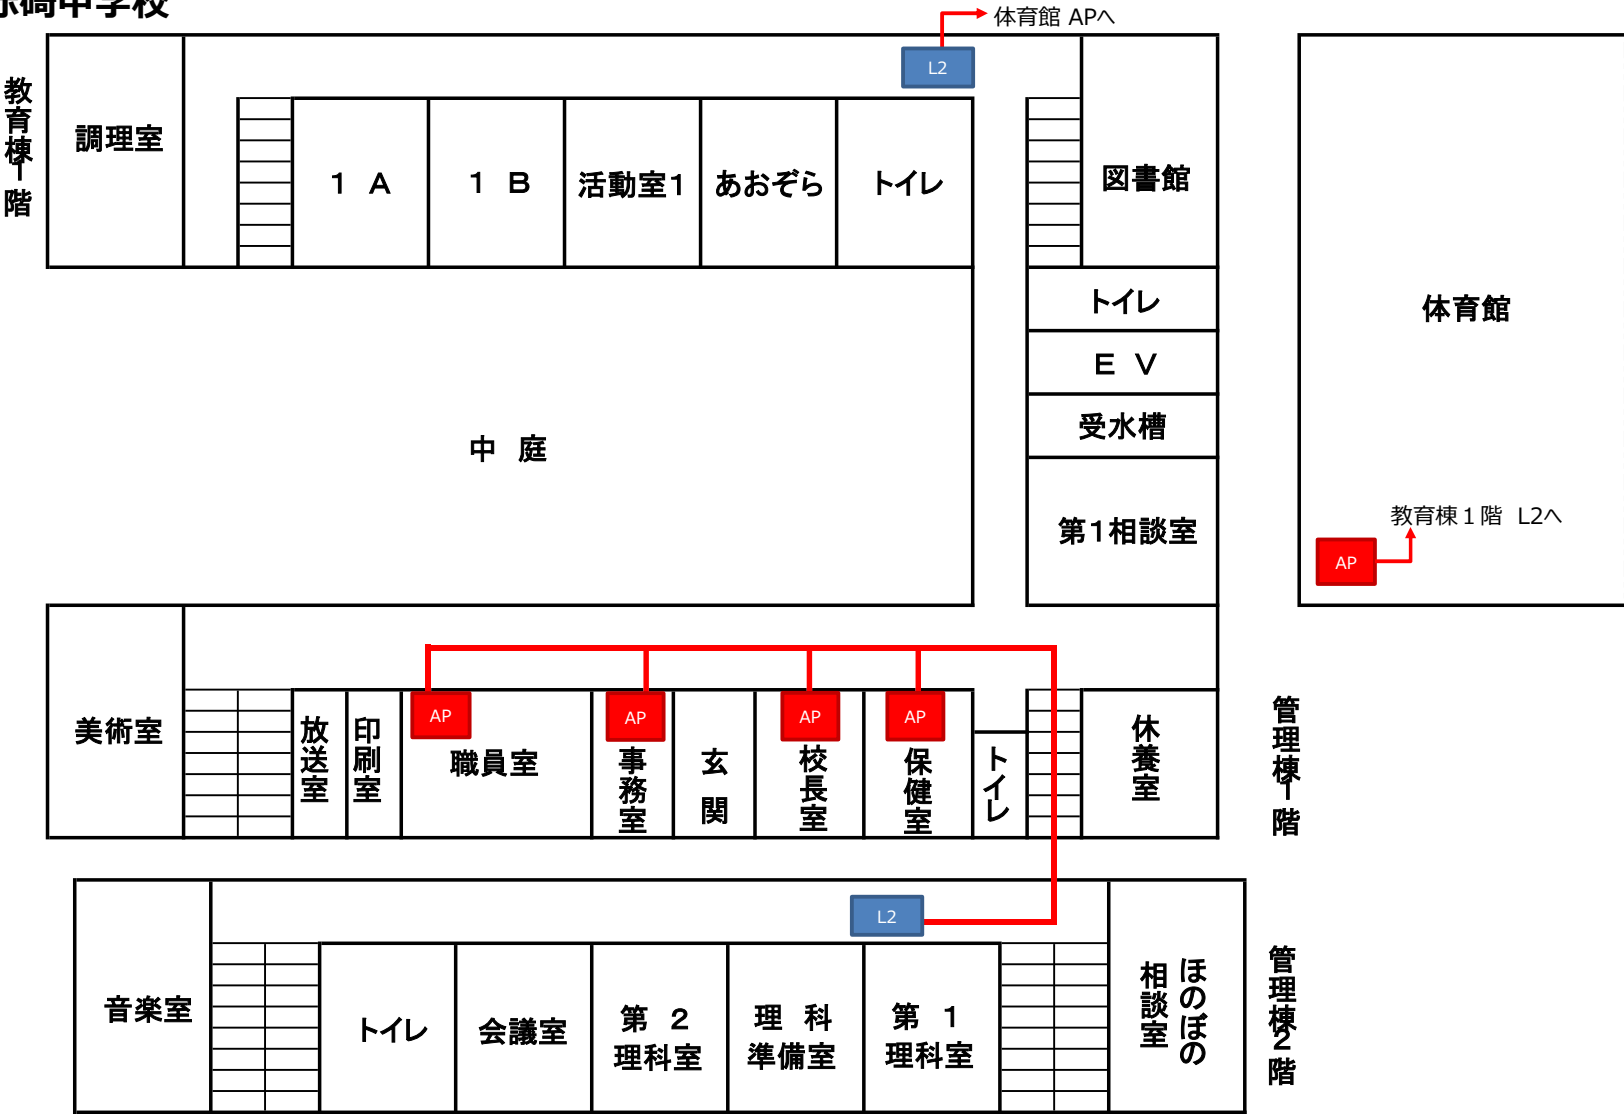 中学校
体育館 APへ
L2
教育棟1階
調理室
1 A
1 B
活動室1
あおぞら
トイレ
図書館
トイレ
E V
受水槽
第1相談室
体育館
教育棟1階 L2へ
AP
中 庭
美術室
放送室
印刷室
AP
職員室
AP
事務室
玄関
AP
校長室
AP
保健室
トイレ
休養室
管理棟1階
L2
音楽室
トイレ
会議室
第 2
理科室
理 科
準備室
第 1
理科室
ほのぼの
相談室
管理棟2階